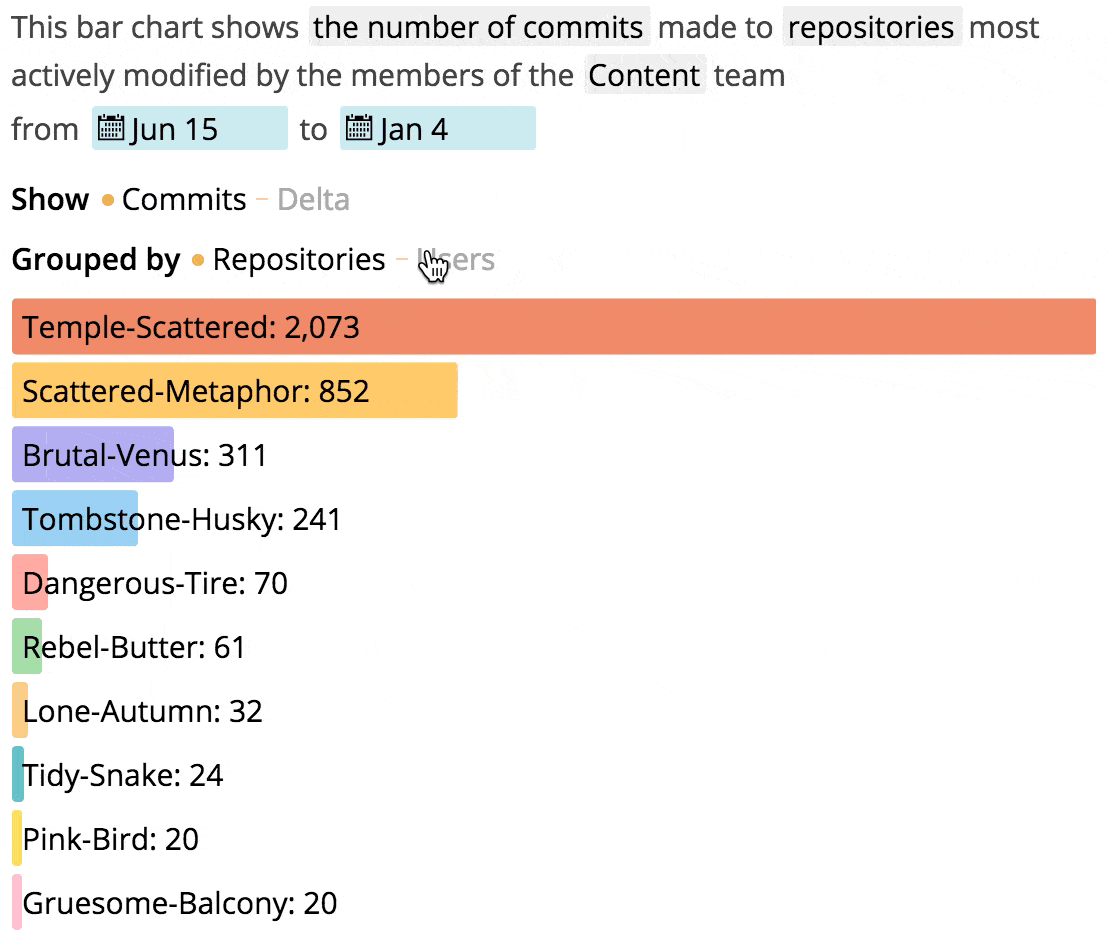 This bar chart shows the number of commits made to repositories most
actively modified by the members of the Content team
from Jun 15 to Jan 4
Show Commits Delta
Grouped by Repositories Users
Temple-Scattered: 2,073
Scattered-Metaphor: 852
Brutal-Venus: 311
Tombstone-Husky: 241
Dangerous-Tire: 70
Rebel-Butter: 61
Lone-Autumn: 32
Tidy-Snake: 24
Pink-Bird: 20
Gruesome-Balcony: 20